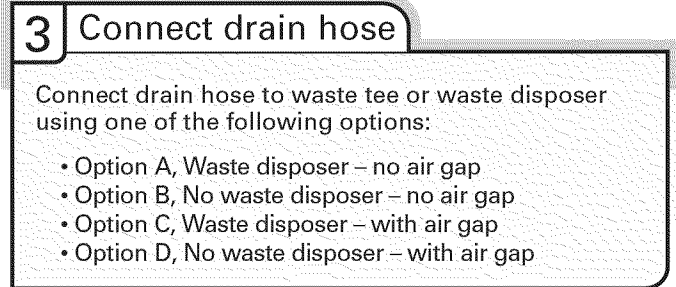 3 Connect drain hose
Connect drain hose to waste tee or waste disposer
using one of the following options:
• Option A, Waste disposer – no air gap
• Option B, No waste disposer – no air gap
• Option C, Waste disposer – with air gap
• Option D, No waste disposer – with air gap